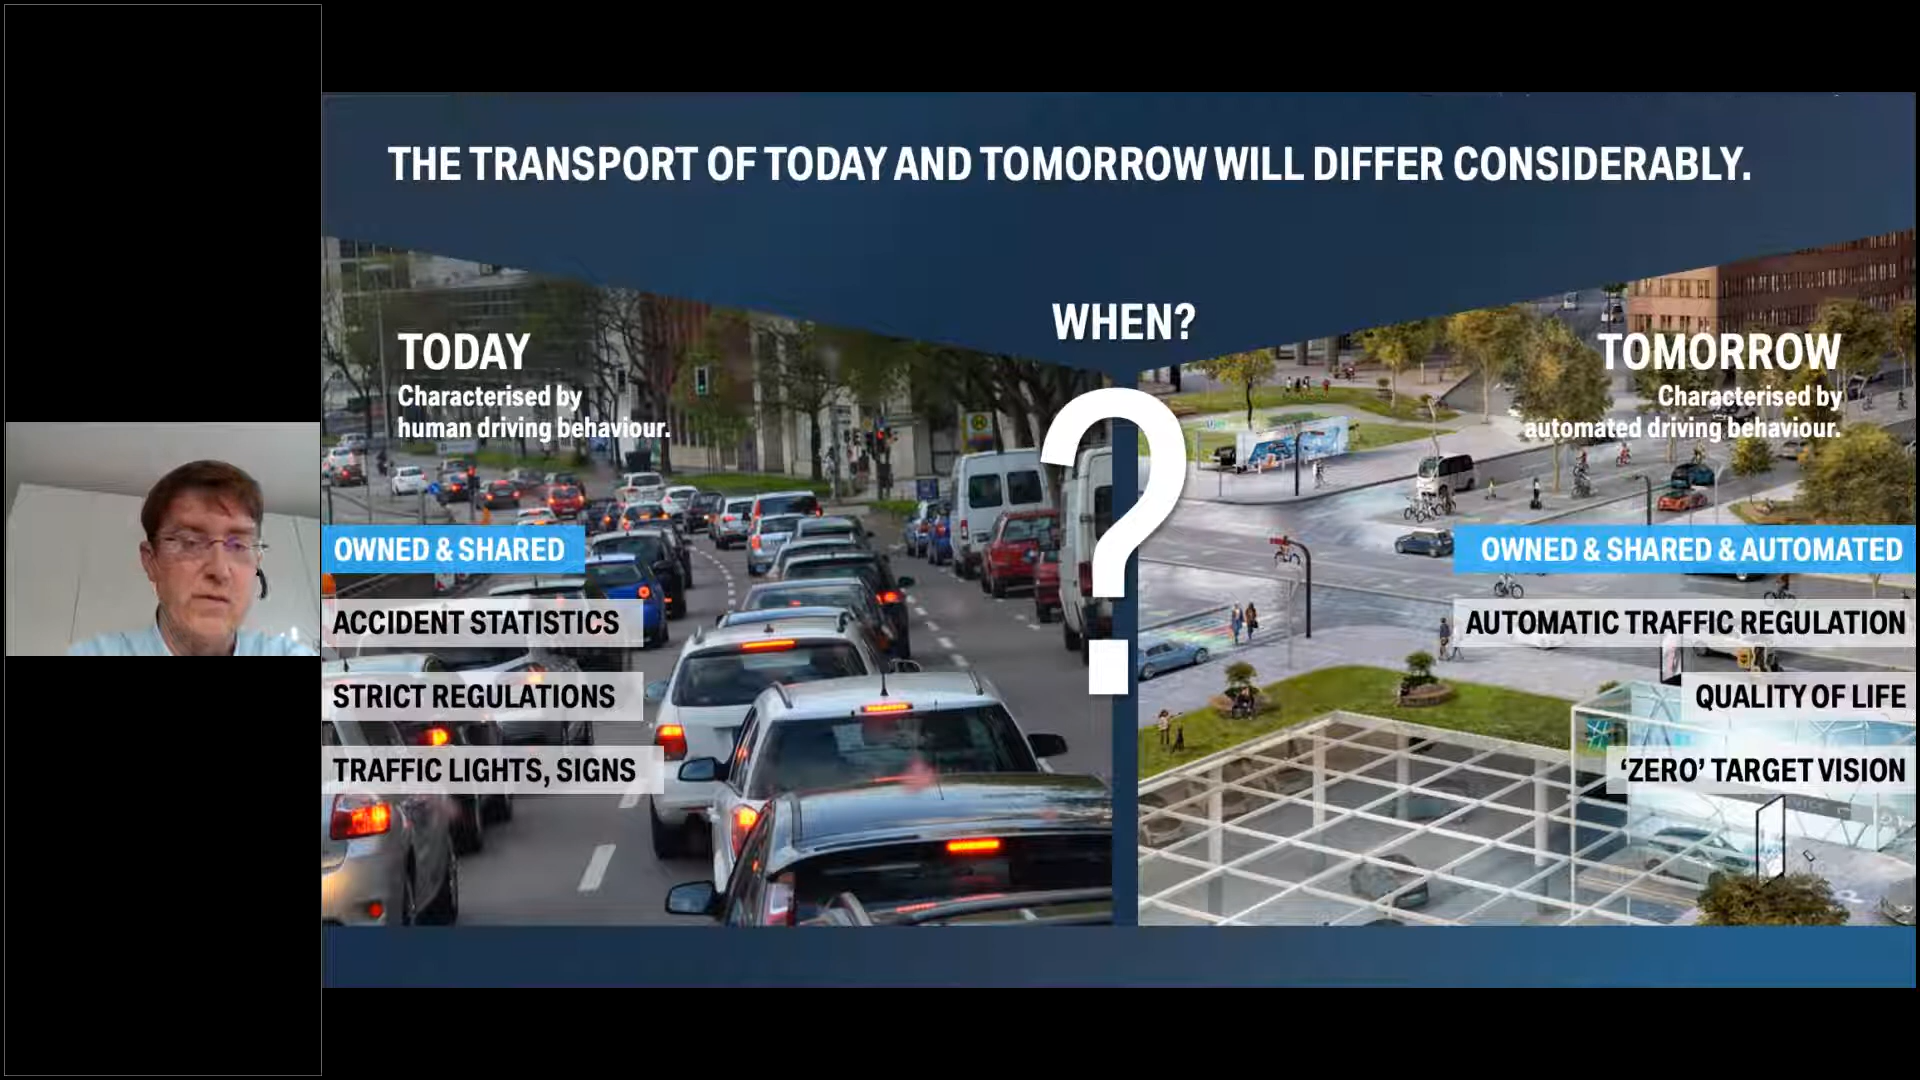 THE TRANSPORT OF TODAY AND TOMORROW WILL DIFFER CONSIDERABLY.
WHEN?
?
TODAY
Characterised by
human driving behaviour.
OWNED & SHARED
ACCIDENT STATISTICS
STRICT REGULATIONS
TRAFFIC LIGHTS, SIGNS
H
TOMORROW
Characterised by
automated driving behaviour.
OWNED & SHARED & AUTOMATED
AUTOMATIC TRAFFIC REGULATION
QUALITY OF LIFE
‘ZERO’ TARGET VISION